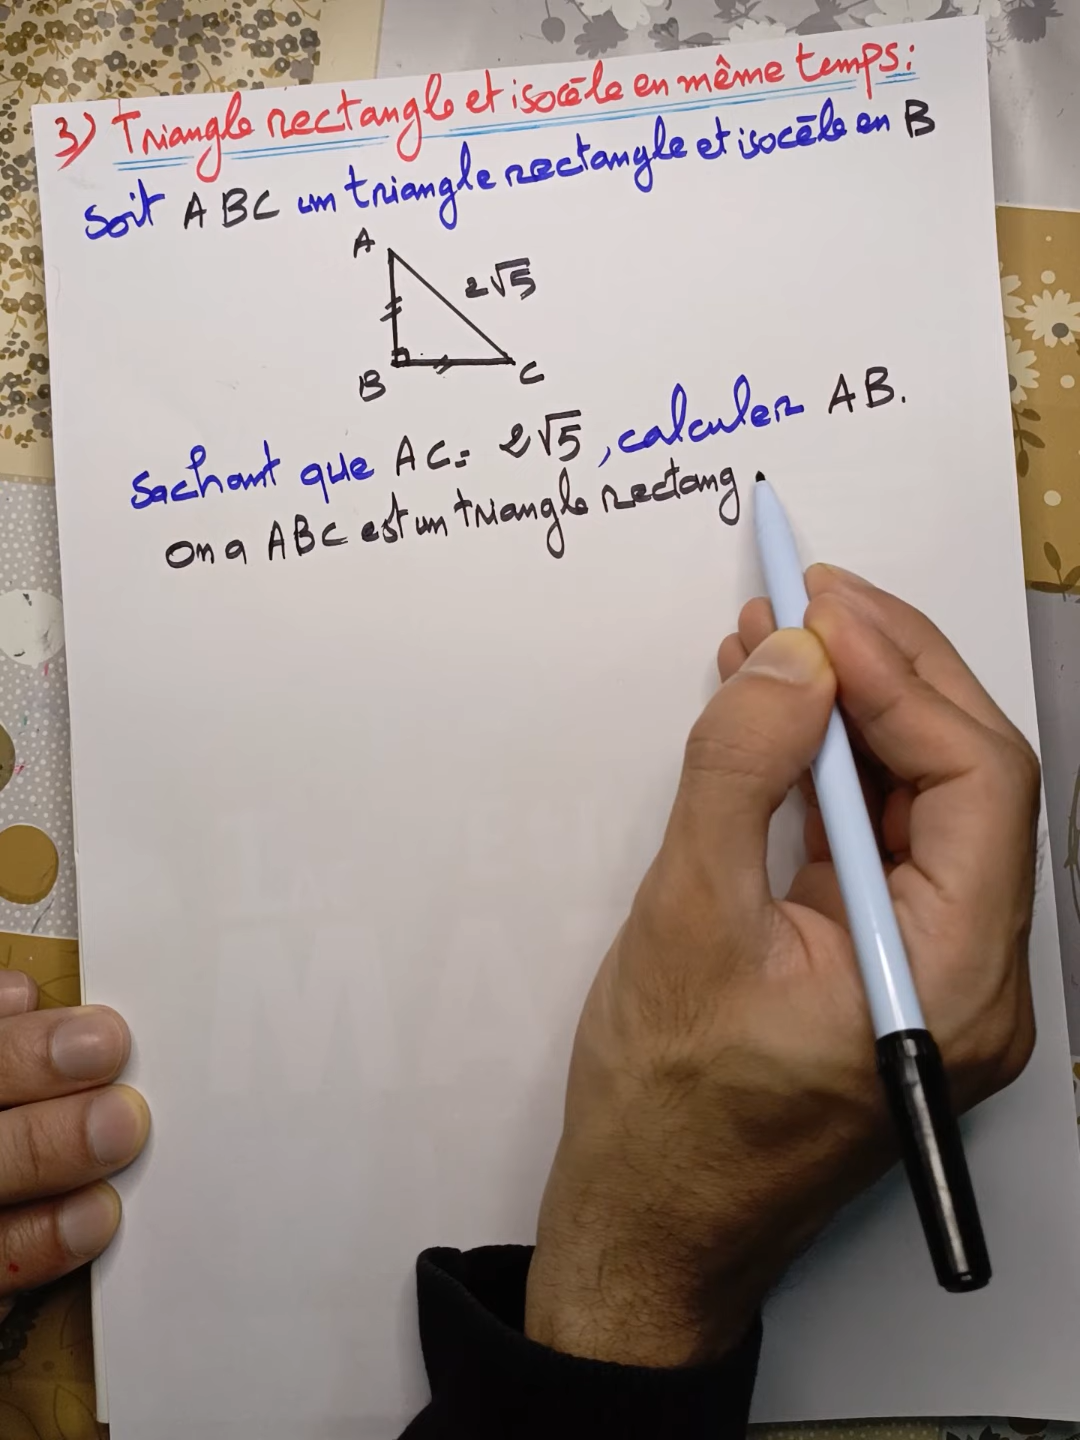 3) Triangle rectangle et isocèle en même temps:
Soit ABC un triangle rectangle et isocèle en B
A
2√5
B
C
Sachant que AC = 2√5, calculer AB.
On a ABC est un triangle rectang